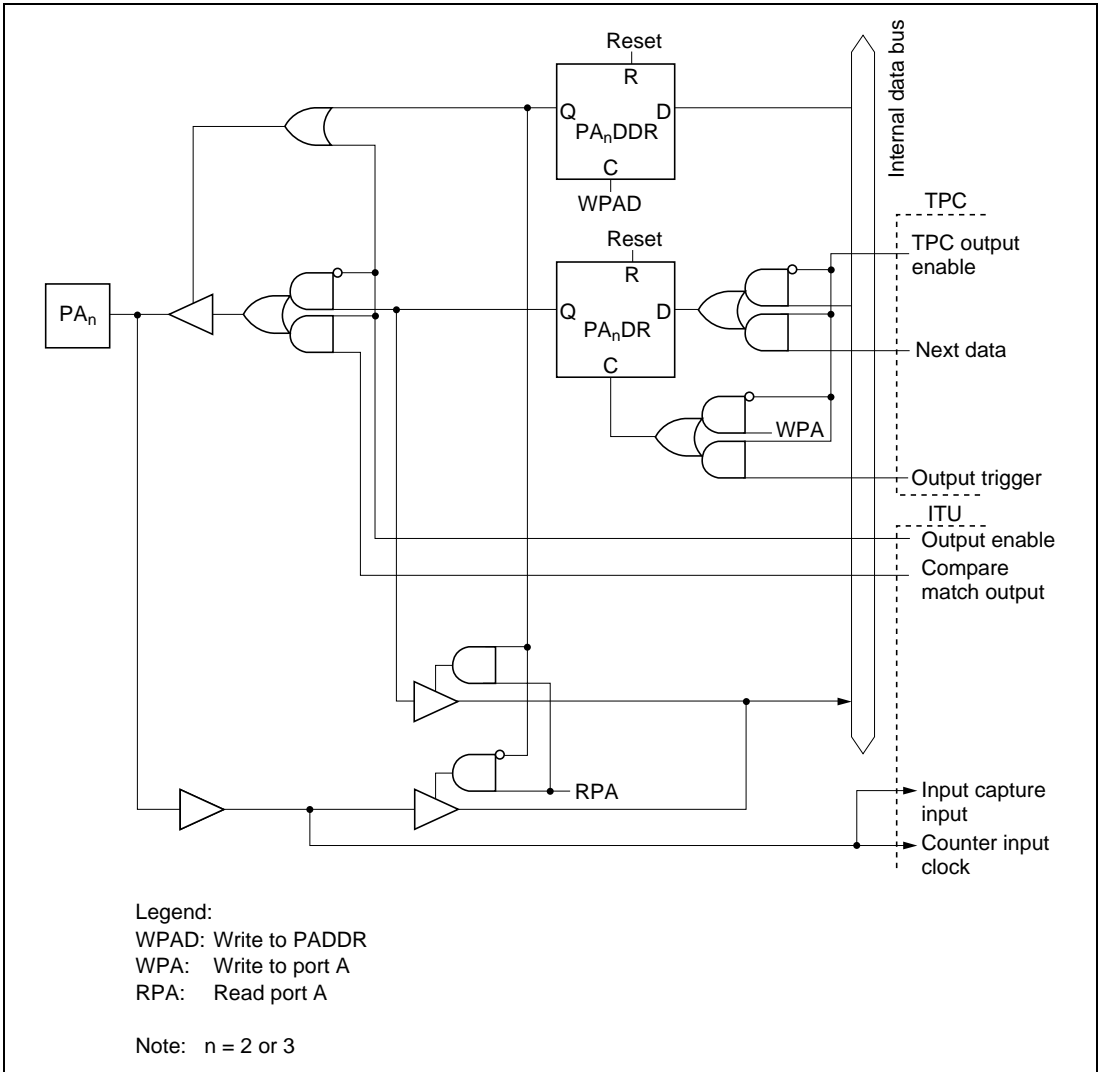 Reset
R
Q
D
PAnDDR
C
WPAD
Internal data bus
TPC
TPC output
enable
Reset
R
Q
D
PAnDR
C
PAn
Next data
WPA
Output trigger
ITU
Output enable
Compare
match output
RPA
Input capture
input
Counter input
clock
Legend:
WPAD: Write to PADDR
WPA: Write to port A
RPA: Read port A
Note: n = 2 or 3